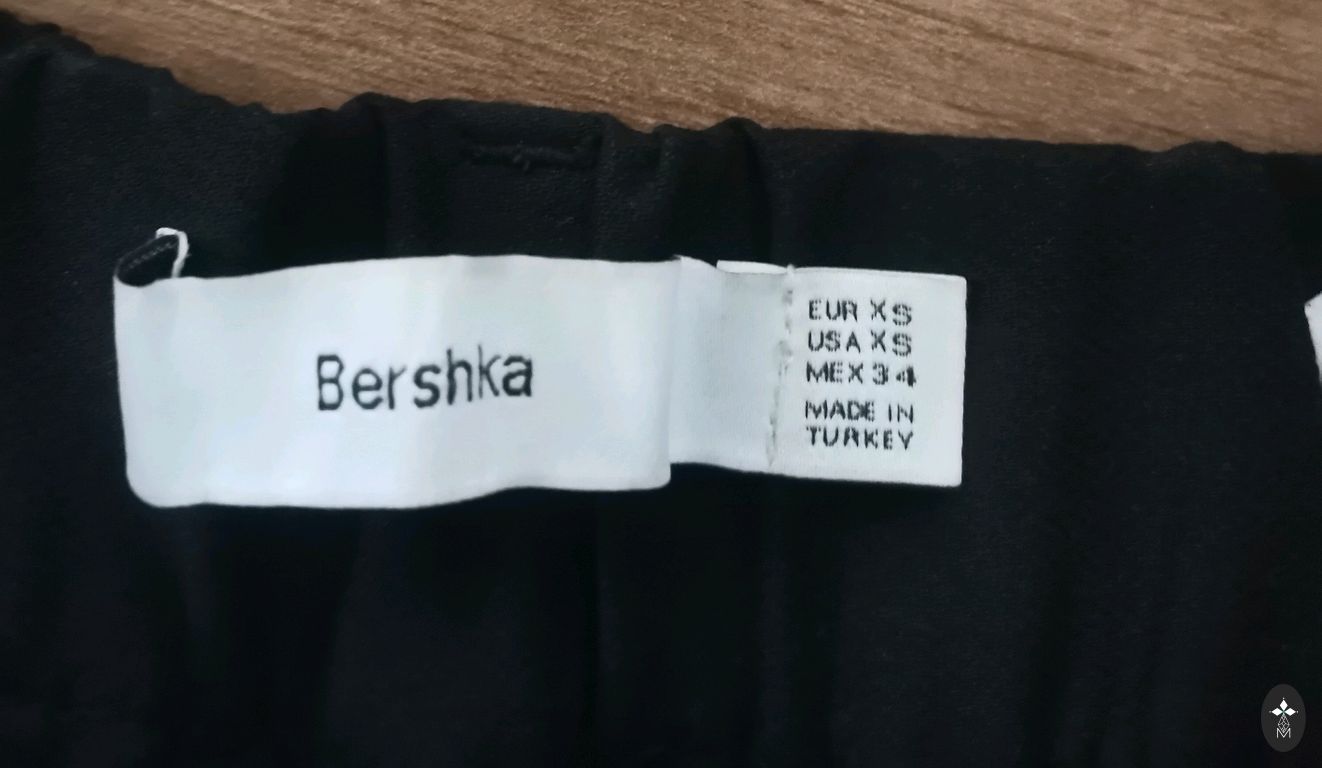 Bershka
EUR XS
USA XS
MEX 34
MADE IN
TURKEY
M